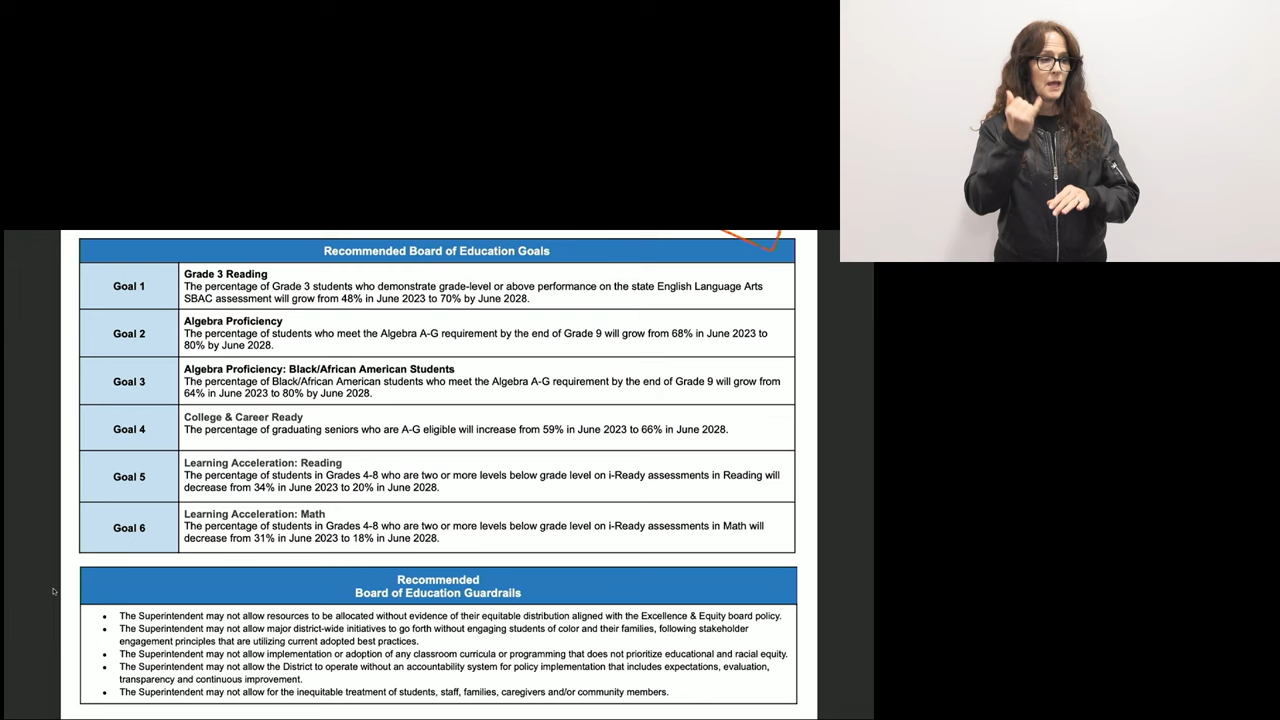 Recommended Board of Education Goals
Goal 1
Grade 3 Reading
The percentage of Grade 3 students who demonstrate grade-level or above performance on the state English Language Arts
SBAC assessment will grow from 48% in June 2023 to 70% by June 2028.
Goal 2
Algebra Proficiency
The percentage of students who meet the Algebra A-G requirement by the end of Grade 9 will grow from 68% in June 2023 to
80% by June 2028.
Goal 3
Algebra Proficiency: Black/African American Students
The percentage of Black/African American students who meet the Algebra A-G requirement by the end of Grade 9 will grow from
64% in June 2023 to 80% by June 2028.
Goal 4
College & Career Ready
The percentage of graduating seniors who are A-G eligible will increase from 59% in June 2023 to 66% in June 2028.
Goal 5
Learning Acceleration: Reading
The percentage of students in Grades 4-8 who are two or more levels below grade level on i-Ready assessments in Reading will
decrease from 34% in June 2023 to 20% in June 2028.
Goal 6
Learning Acceleration: Math
The percentage of students in Grades 4-8 who are two or more levels below grade level on i-Ready assessments in Math will
decrease from 31% in June 2023 to 18% in June 2028.
Recommended
Board of Education Guardrails
• The Superintendent may not allow resources to be allocated without evidence of their equitable distribution aligned with the Excellence & Equity board policy.
• The Superintendent may not allow major district-wide initiatives to go forth without engaging students of color and their families, following stakeholder
engagement principles that are utilizing current adopted best practices.
• The Superintendent may not allow implementation or adoption of any classroom curricula or programming that does not prioritize educational and racial equity.
• The Superintendent may not allow the District to operate without an accountability system for policy implementation that includes expectations, evaluation,
transparency and continuous improvement.
• The Superintendent may not allow for the inequitable treatment of students, staff, families, caregivers and/or community members.